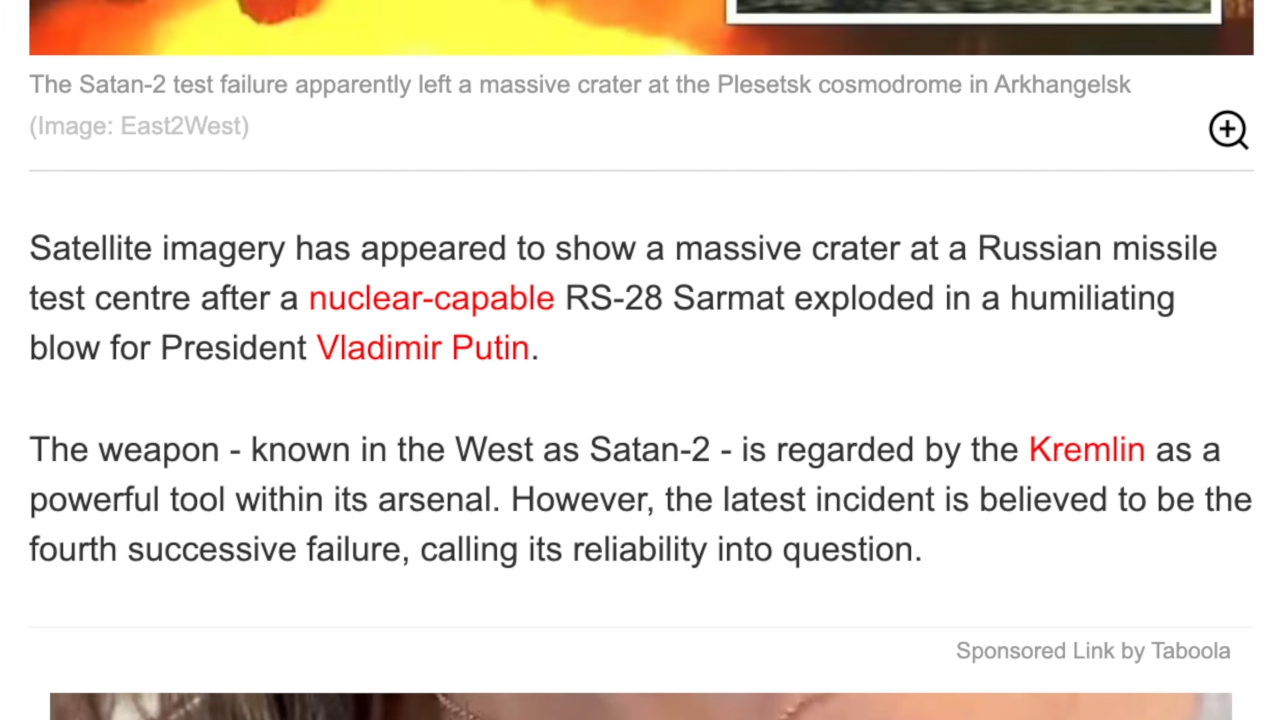 The Satan-2 test failure apparently left a massive crater at the Plesetsk cosmodrome in Arkhangelsk
(Image: East2West)
Satellite imagery has appeared to show a massive crater at a Russian missile
test centre after a nuclear-capable RS-28 Sarmat exploded in a humiliating
blow for President Vladimir Putin.
The weapon - known in the West as Satan-2 - is regarded by the Kremlin as a
powerful tool within its arsenal. However, the latest incident is believed to be the
fourth successive failure, calling its reliability into question.
Sponsored Link by Taboola